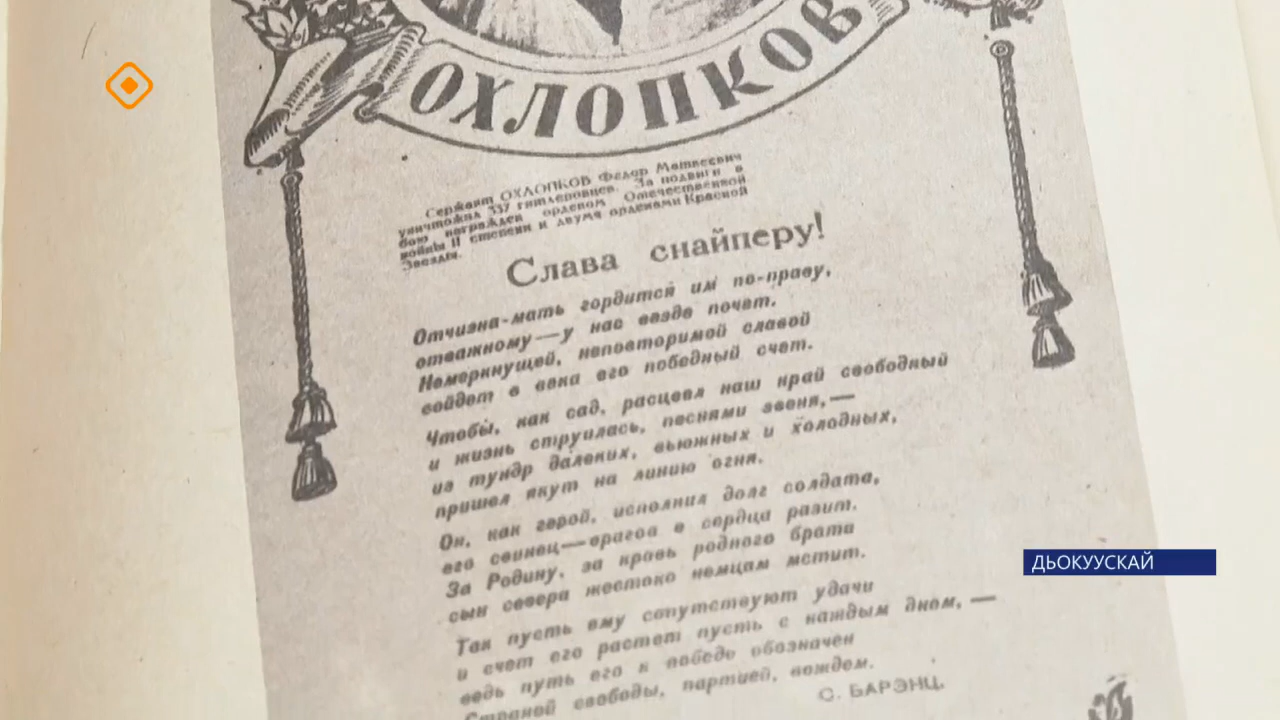 ОХЛОПКОВ
Сержант ОХЛОПКОВ Федор Матвеевич
уничтожил 337 гитлеровцев. За подвиги в
бою награжден орденом Отечественной
войны II степени и двумя орденами Красной
Звезды.
Слава снайперу!
Отчизна-мать гордится им по-праву,
отважному—у нас везде почет.
Немеркнущей, неповторимой славой
войдет в века его победный счет.
Чтобы, как сад, расцвел наш край свободный
и жизнь струилась, песнями звеня,—
из тундр далеких, вьюжных и холодных,
пришел якут на линию огня.
Он, как герой, исполнил долг солдата,
его свинец—врагов в сердца разит.
За Родину, за кровь родного брата
сын севера жестоко немцам мстит.
Так пусть ему сопутствуют удачи
и счет его растет пусть с каждым днем,—
ведь путь его к победе обозначен
Страной свободы, партией, вождем.
С. БАРЭНЦ.
ДЬОКУУСКАЙ